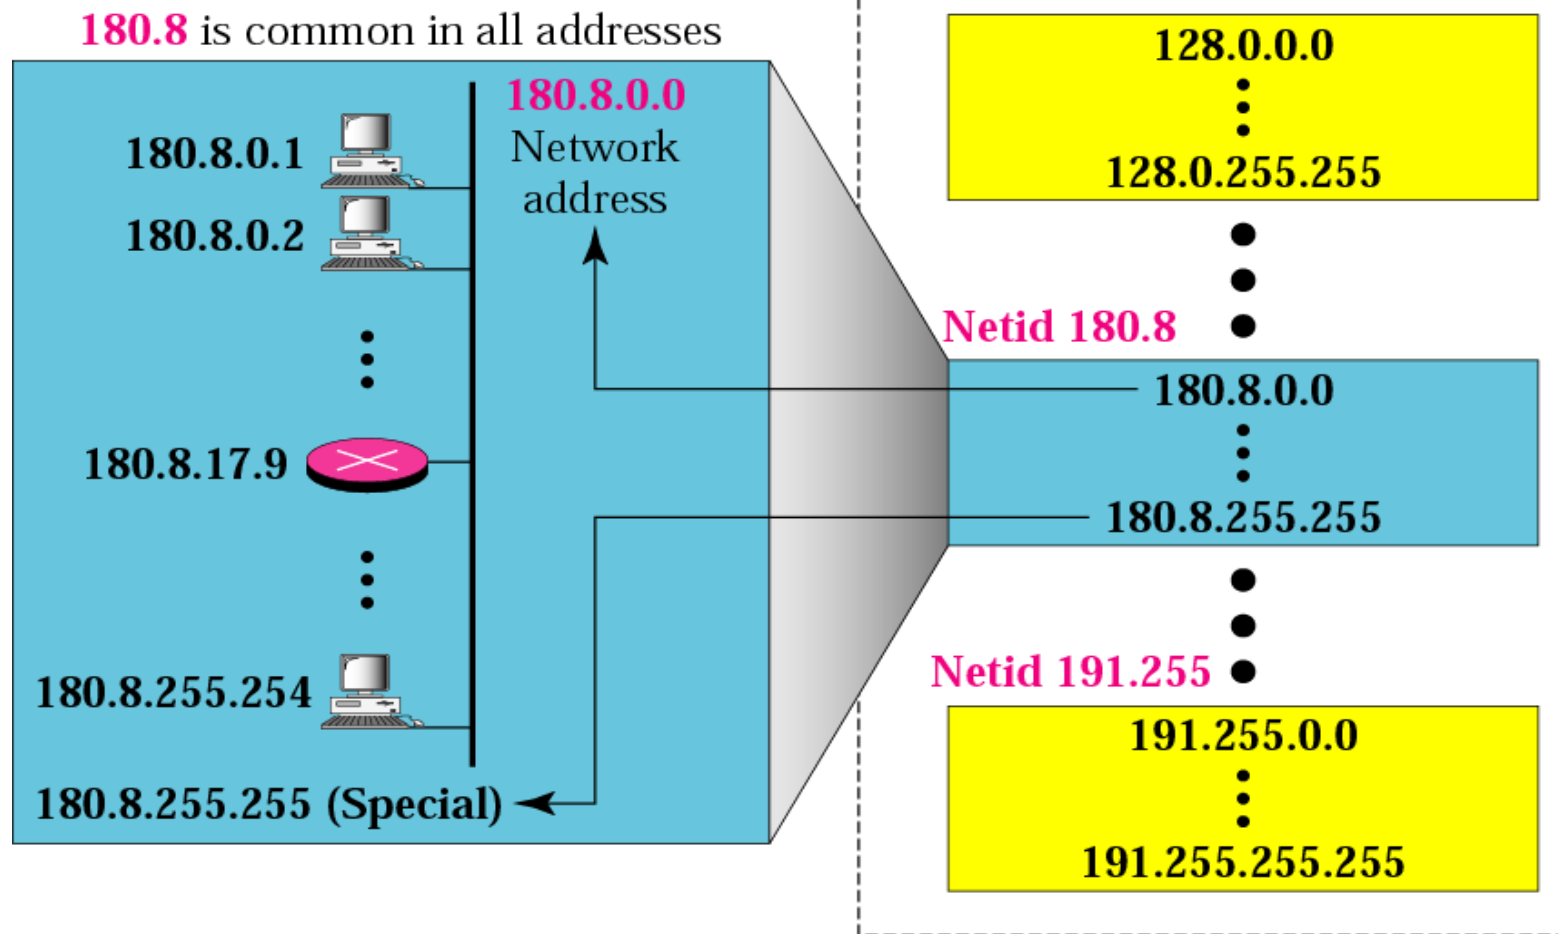 180.8 is common in all addresses
180.8.0.0
Network
address
180.8.0.1
180.8.0.2
180.8.17.9
180.8.255.254
180.8.255.255 (Special)
128.0.0.0
128.0.255.255
Netid 180.8
180.8.0.0
180.8.255.255
Netid 191.255
191.255.0.0
191.255.255.255